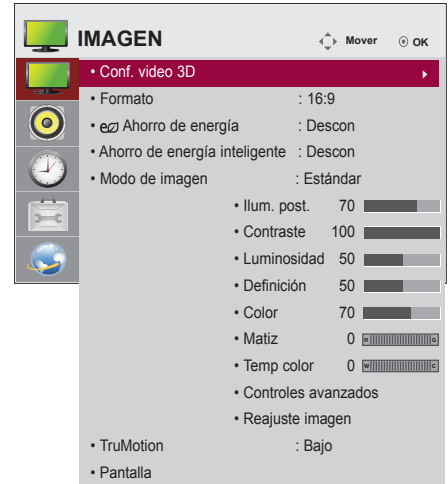 IMAGEN Mover OK
• Conf. video 3D
• Formato : 16:9
• Ahorro de energía : Descon
• Ahorro de energía inteligente : Descon
• Modo de imagen : Estándar
• Ilum. post. 70
• Contraste 100
• Luminosidad 50
• Definición 50
• Color 70
• Matiz 0 R G
• Temp color 0 W C
• Controles avanzados
• Reajuste imagen
• TruMotion : Bajo
• Pantalla